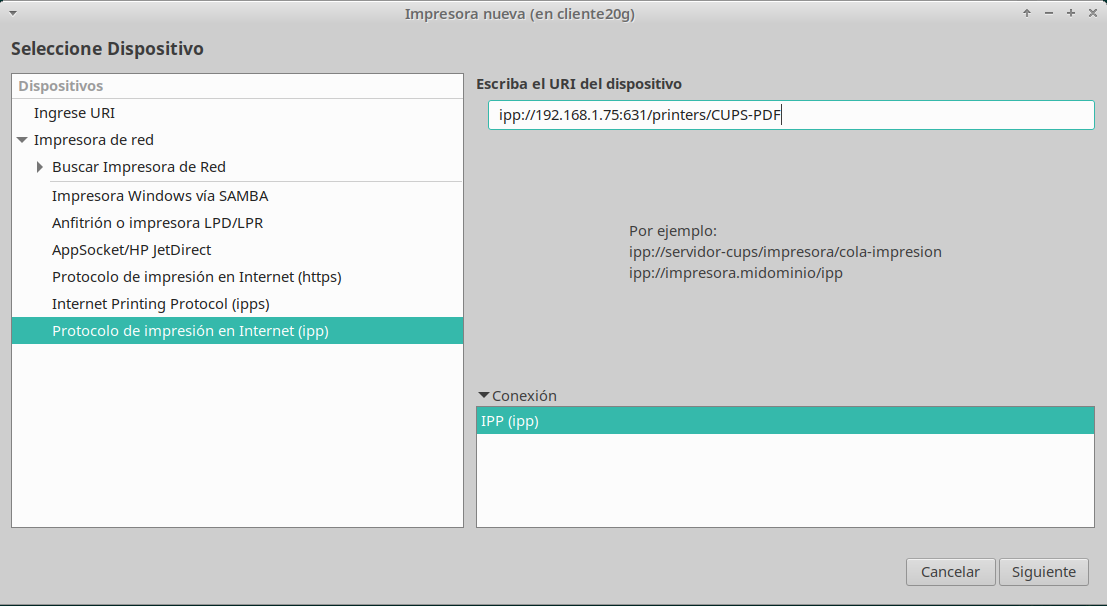 Impresora nueva (en cliente20g)
Seleccione Dispositivo
Dispositivos
Ingrese URI
Impresora de red
Buscar Impresora de Red
Impresora Windows vía SAMBA
Anfitrión o impresora LPD/LPR
AppSocket/HP JetDirect
Protocolo de impresión en Internet (https)
Internet Printing Protocol (ipps)
Protocolo de impresión en Internet (ipp)
Escriba el URI del dispositivo
ipp://192.168.1.75:631/printers/CUPS-PDF
Por ejemplo:
ipp://servidor-cups/impresora/cola-impresion
ipp://impresora.midominio/ipp
Conexión
IPP (ipp)
Cancelar
Siguiente